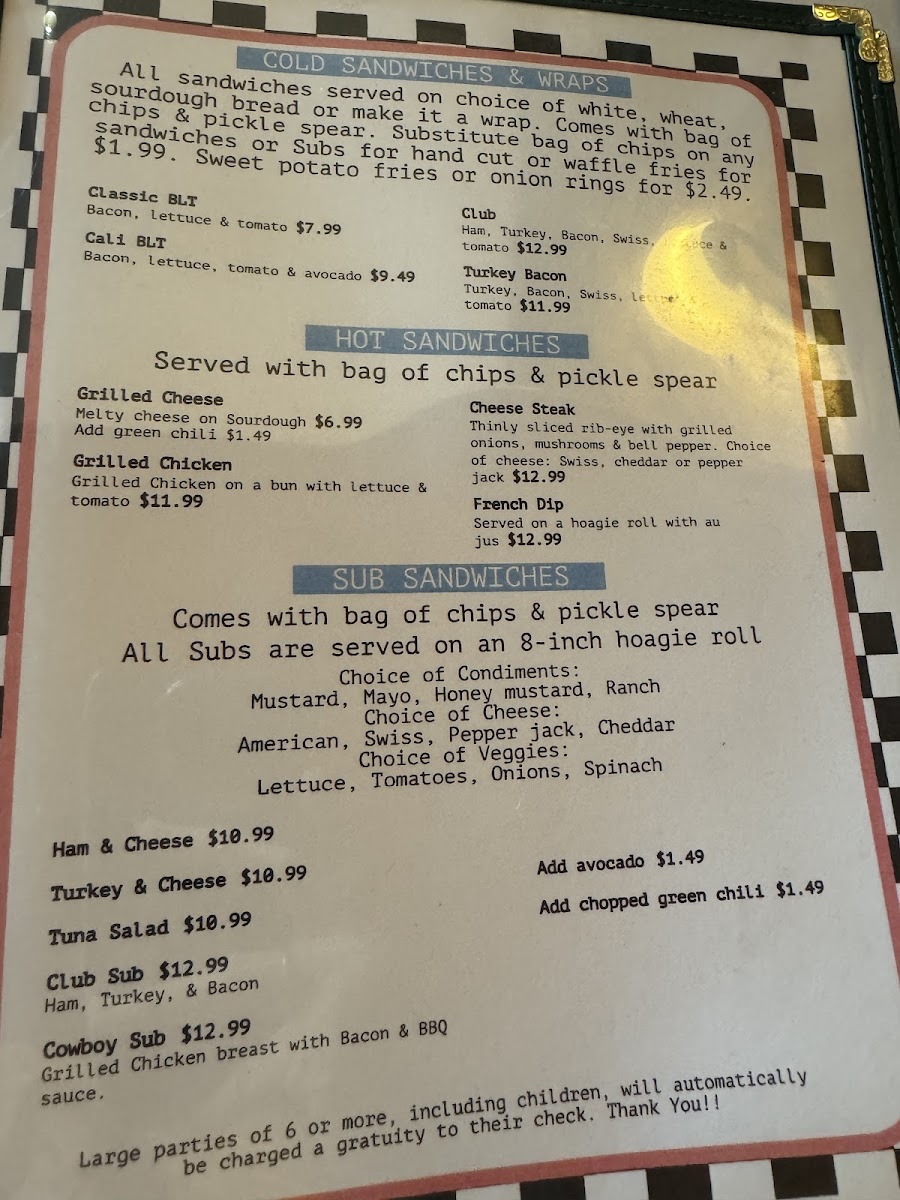 COLD SANDWICHES & WRAPS
All sandwiches served on choice of white, wheat,
sourdough bread or make it a wrap. Comes with bag of
chips & pickle spear. Substitute bag of chips on any
sandwiches or Subs for hand cut or waffle fries for
$1.99. Sweet potato fries or onion rings for $2.49.
Classic BLT
Bacon, lettuce & tomato $7.99
Cali BLT
Bacon, lettuce, tomato & avocado $9.49
Club
Ham, Turkey, Bacon, Swiss, &
tomato $12.99
Turkey Bacon
Turkey, Bacon, Swiss, &
tomato $11.99
HOT SANDWICHES
Served with bag of chips & pickle spear
Grilled Cheese
Melty cheese on Sourdough $6.99
Add green chili $1.49
Grilled Chicken
Grilled Chicken on a bun with lettuce &
tomato $11.99
Cheese Steak
Thinly sliced rib-eye with grilled
onions, mushrooms & bell pepper. Choice
of cheese: Swiss, cheddar or pepper
jack $12.99
French Dip
Served on a hoagie roll with au
jus $12.99
SUB SANDWICHES
Comes with bag of chips & pickle spear
All Subs are served on an 8-inch hoagie roll
Choice of Condiments:
Mustard, Mayo, Honey mustard, Ranch
Choice of Cheese:
American, Swiss, Pepper jack, Cheddar
Choice of Veggies:
Lettuce, Tomatoes, Onions, Spinach
Ham & Cheese $10.99
Turkey & Cheese $10.99
Tuna Salad $10.99
Club Sub $12.99
Ham, Turkey, & Bacon
Cowboy Sub $12.99
Grilled Chicken breast with Bacon & BBQ
sauce.
Add avocado $1.49
Add chopped green chili $1.49
Large parties of 6 or more, including children, will automatically
be charged a gratuity to their check. Thank You!!